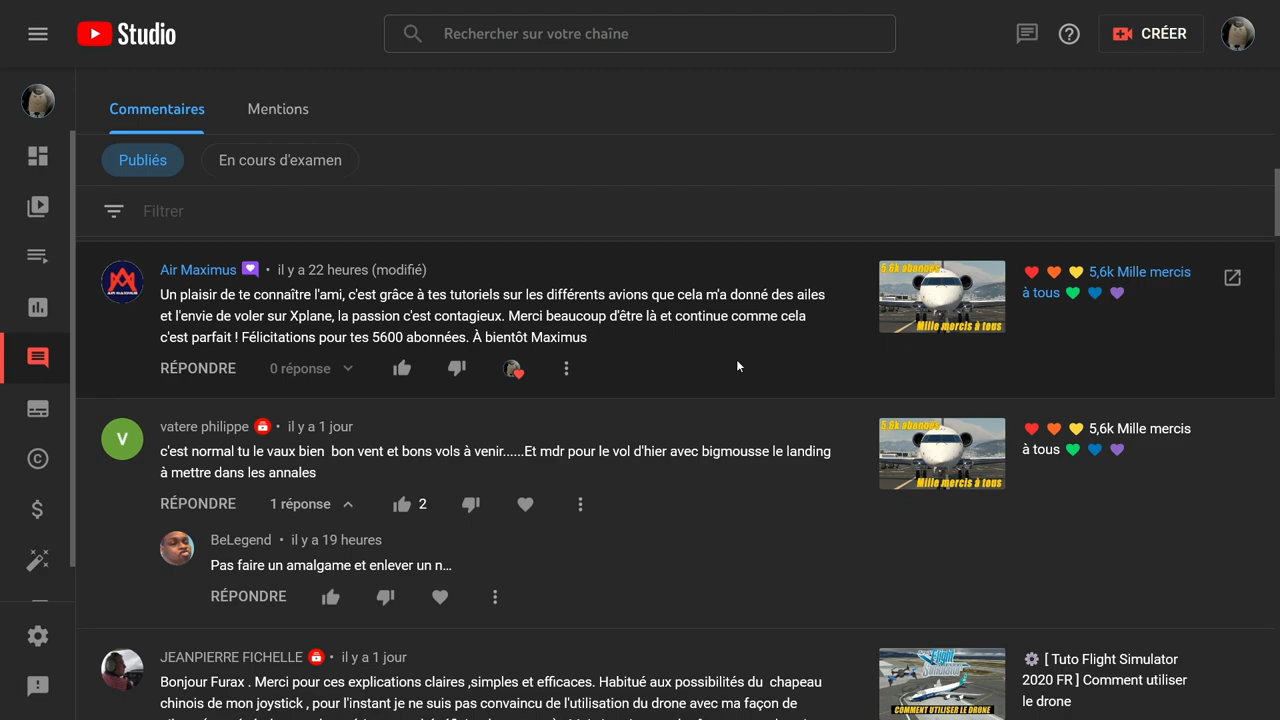 Studio
Rechercher sur votre chaîne
CRÉER
Commentaires
Mentions
Publiés
En cours d'examen
Filtrer
Air Maximus • il y a 22 heures (modifié)
Un plaisir de te connaître l'ami, c'est grâce à tes tutoriels sur les différents avions que cela m'a donné des ailes
et l'envie de voler sur Xplane, la passion c'est contagieux. Merci beaucoup d'être là et continue comme cela
c'est parfait ! Félicitations pour tes 5600 abonnées. À bientôt Maximus
RÉPONDRE
0 réponse
5,6k abonnés
Mille mercis à tous
❤️ 🧡 💛 5,6k Mille mercis
à tous 💚 💙 💜
V
vatere philippe • il y a 1 jour
c'est normal tu le vaux bien bon vent et bons vols à venir......Et mdr pour le vol d'hier avec bigmousse le landing
à mettre dans les annales
RÉPONDRE
1 réponse
2
5,6k abonnés
Mille mercis à tous
❤️ 🧡 💛 5,6k Mille mercis
à tous 💚 💙 💜
BeLegend • il y a 19 heures
Pas faire un amalgame et enlever un n...
RÉPONDRE
JEANPIERRE FICHELLE • il y a 1 jour
Bonjour Furax . Merci pour ces explications claires ,simples et efficaces. Habitué aux possibilités du chapeau
chinois de mon joystick , pour l'instant je ne suis pas convaincu de l'utilisation du drone avec ma façon de
Flight Simulator
COMMENT UTILISER LE DRONE
⚙️ [ Tuto Flight Simulator
2020 FR ] Comment utiliser
le drone